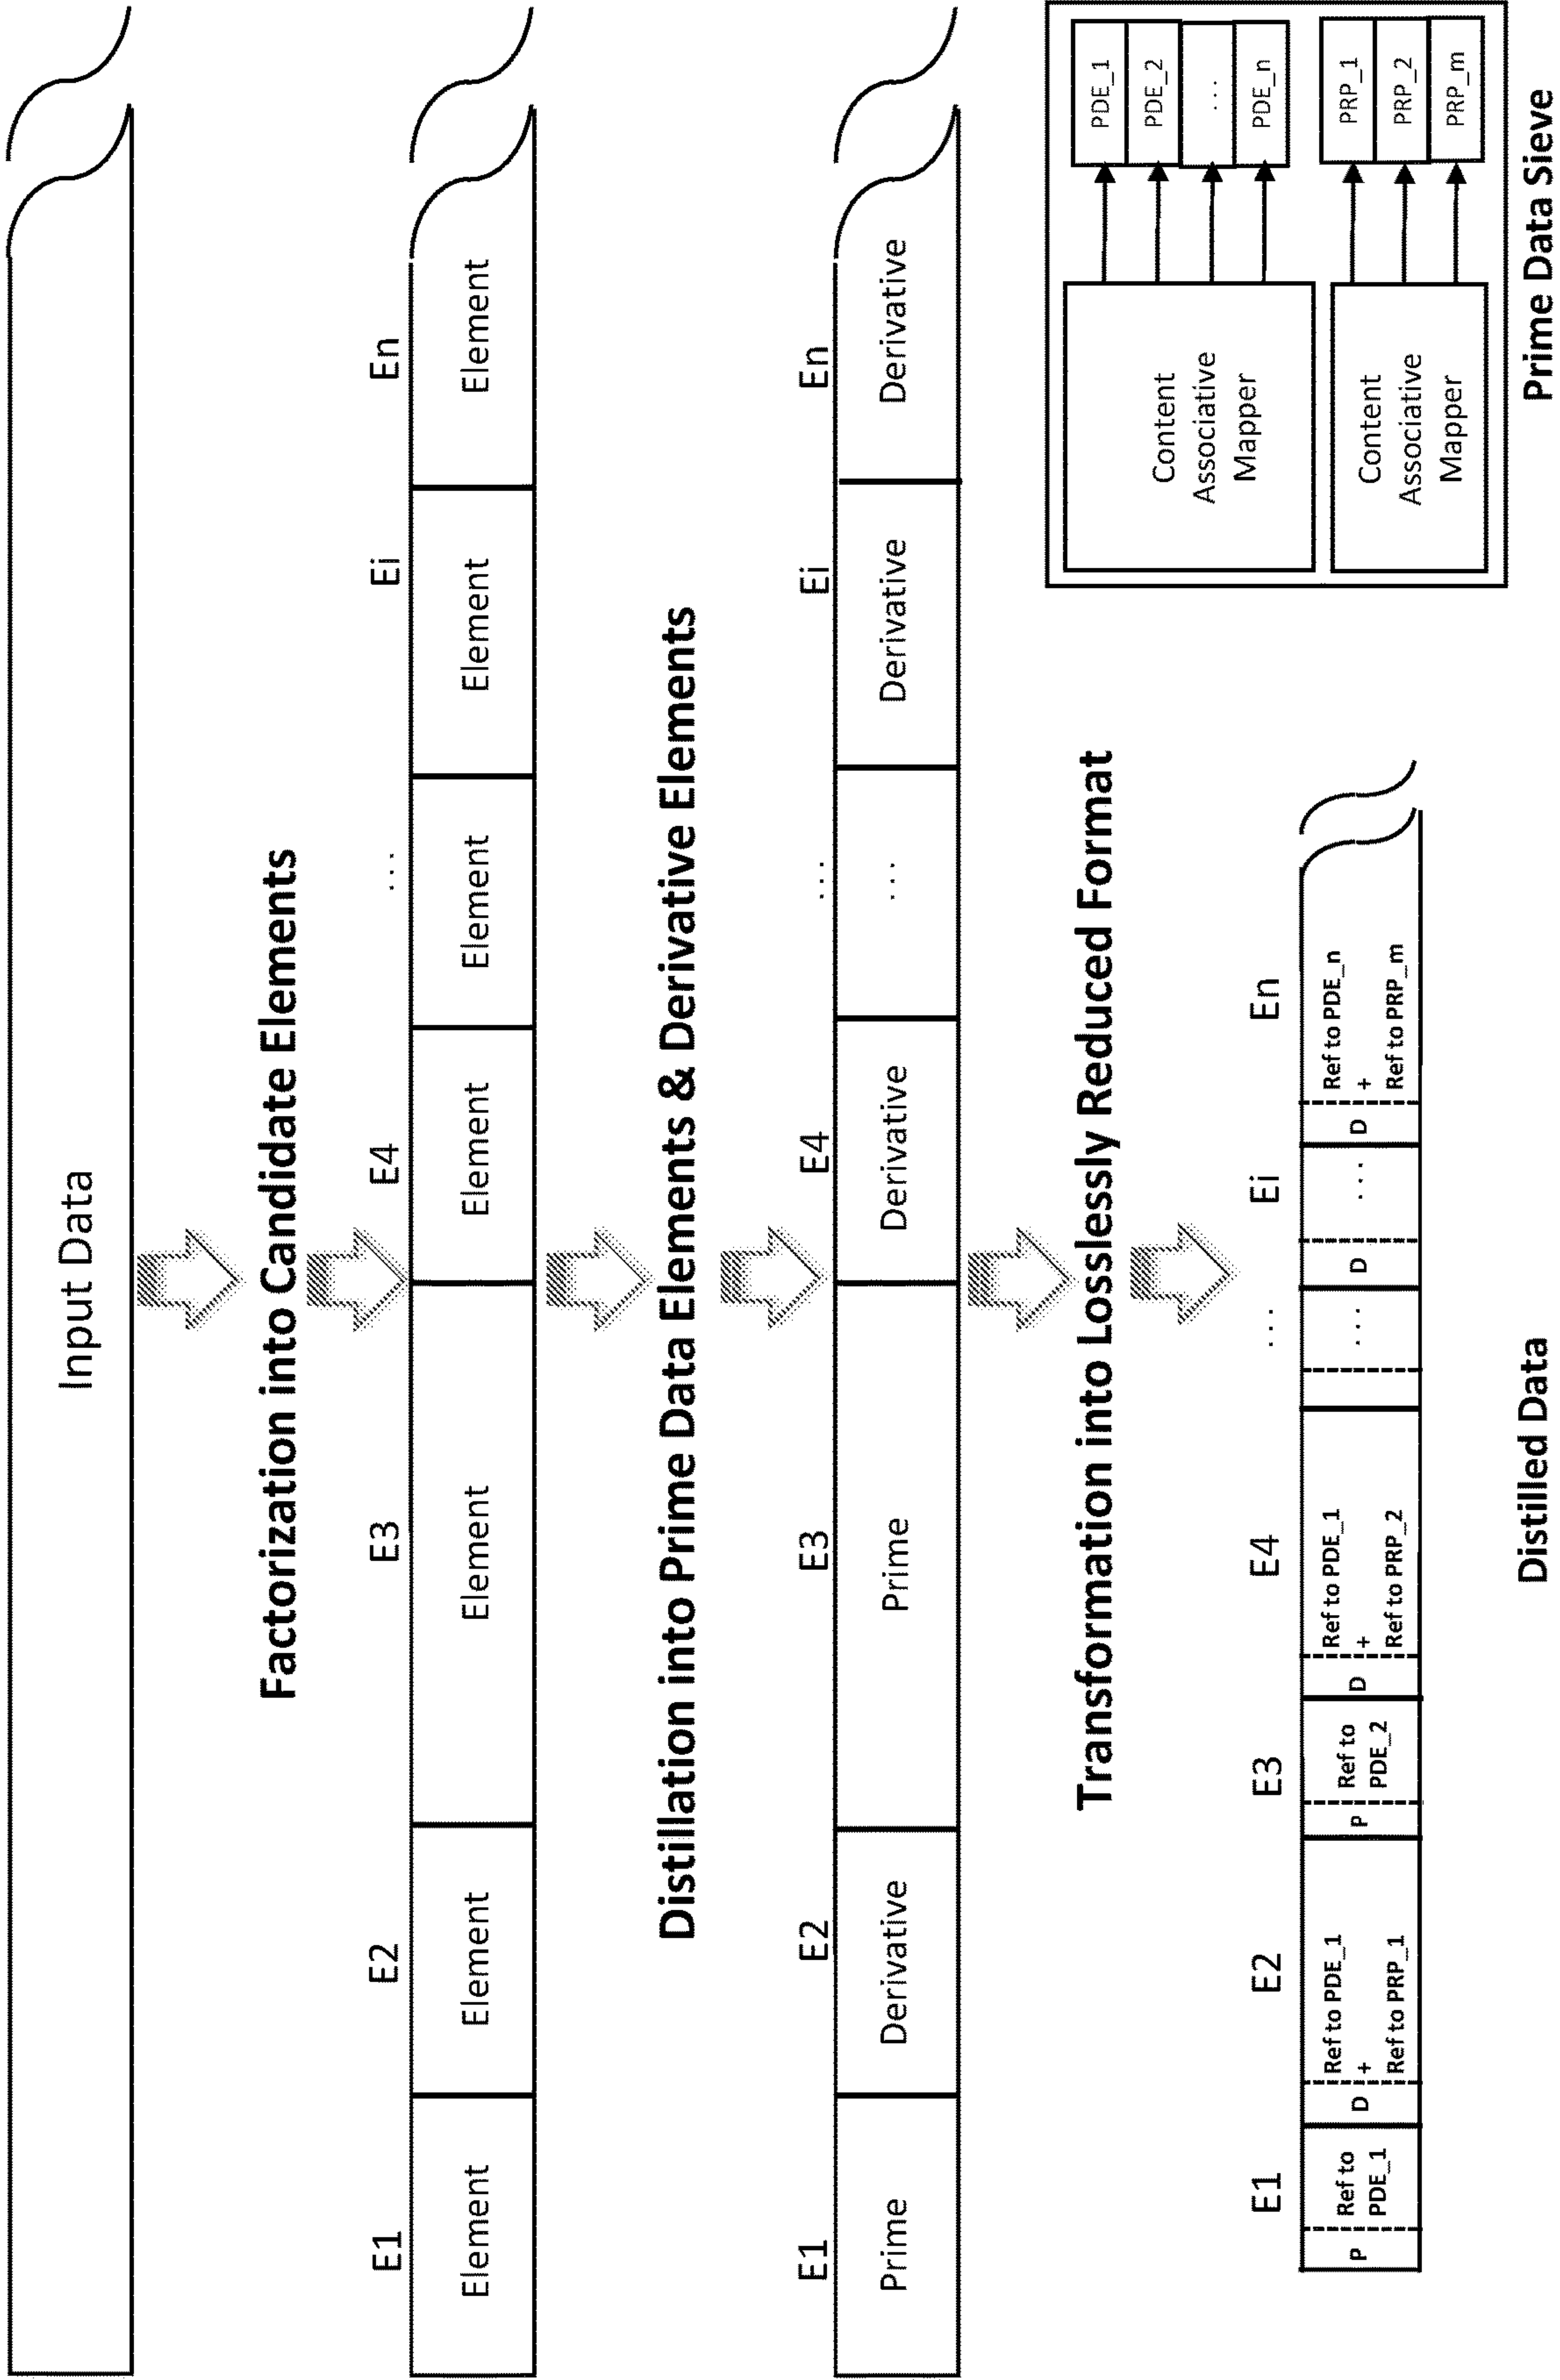 Input Data
Factorization into Candidate Elements
E1 E2 E3 E4 ... Ei En
Element Element Element Element Element Element Element
Distillation into Prime Data Elements & Derivative Elements
E1 E2 E3 E4 ... Ei En
Prime Derivative Prime Derivative ... Derivative Derivative
Transformation into Losslessly Reduced Format
E1 E2 E3 E4 ... Ei En
P
Ref to
PDE_1
D
Ref to PDE_1
+
Ref to PRP_1
P
Ref to
PDE_2
D
Ref to PDE_1
+
Ref to PRP_2
...
D
...
D
Ref to PDE_n
+
Ref to PRP_m
Distilled Data
Content
Associative
Mapper
PDE_1
PDE_2
...
PDE_n
Content
Associative
Mapper
PRP_1
PRP_2
PRP_m
Prime Data Sieve